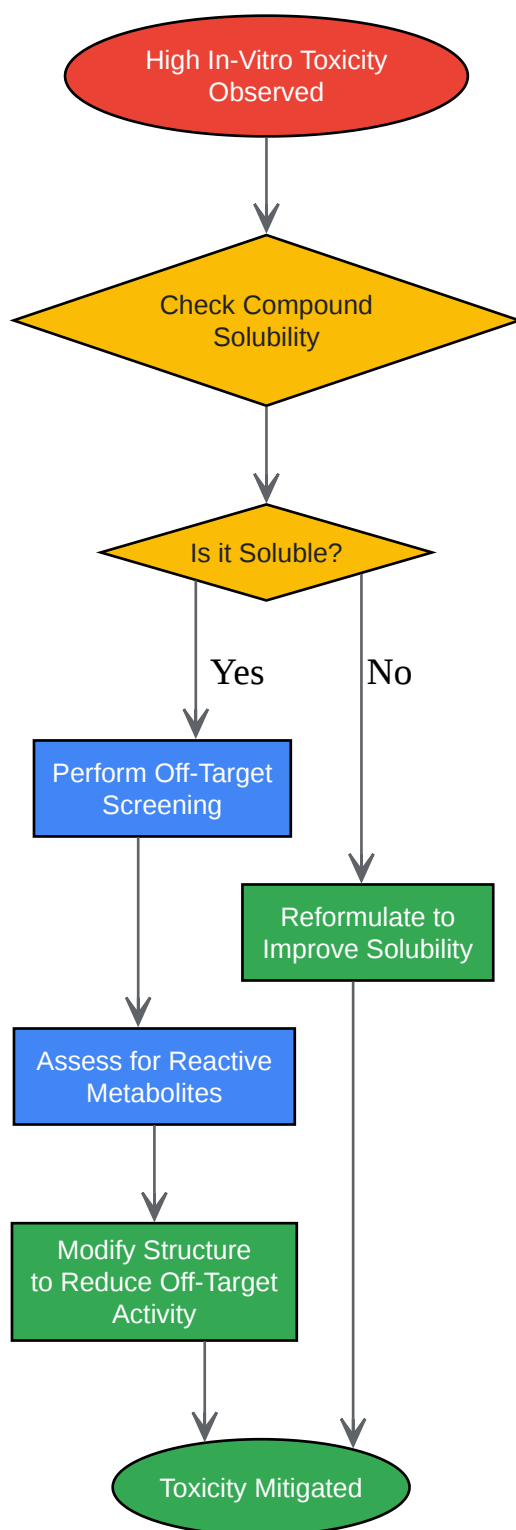 High In-Vitro Toxicity
Observed
Check Compound
Solubility
Is it Soluble?
Yes
No
Perform Off-Target
Screening
Reformulate to
Improve Solubility
Assess for Reactive
Metabolites
Modify Structure
to Reduce Off-Target
Activity
Toxicity Mitigated